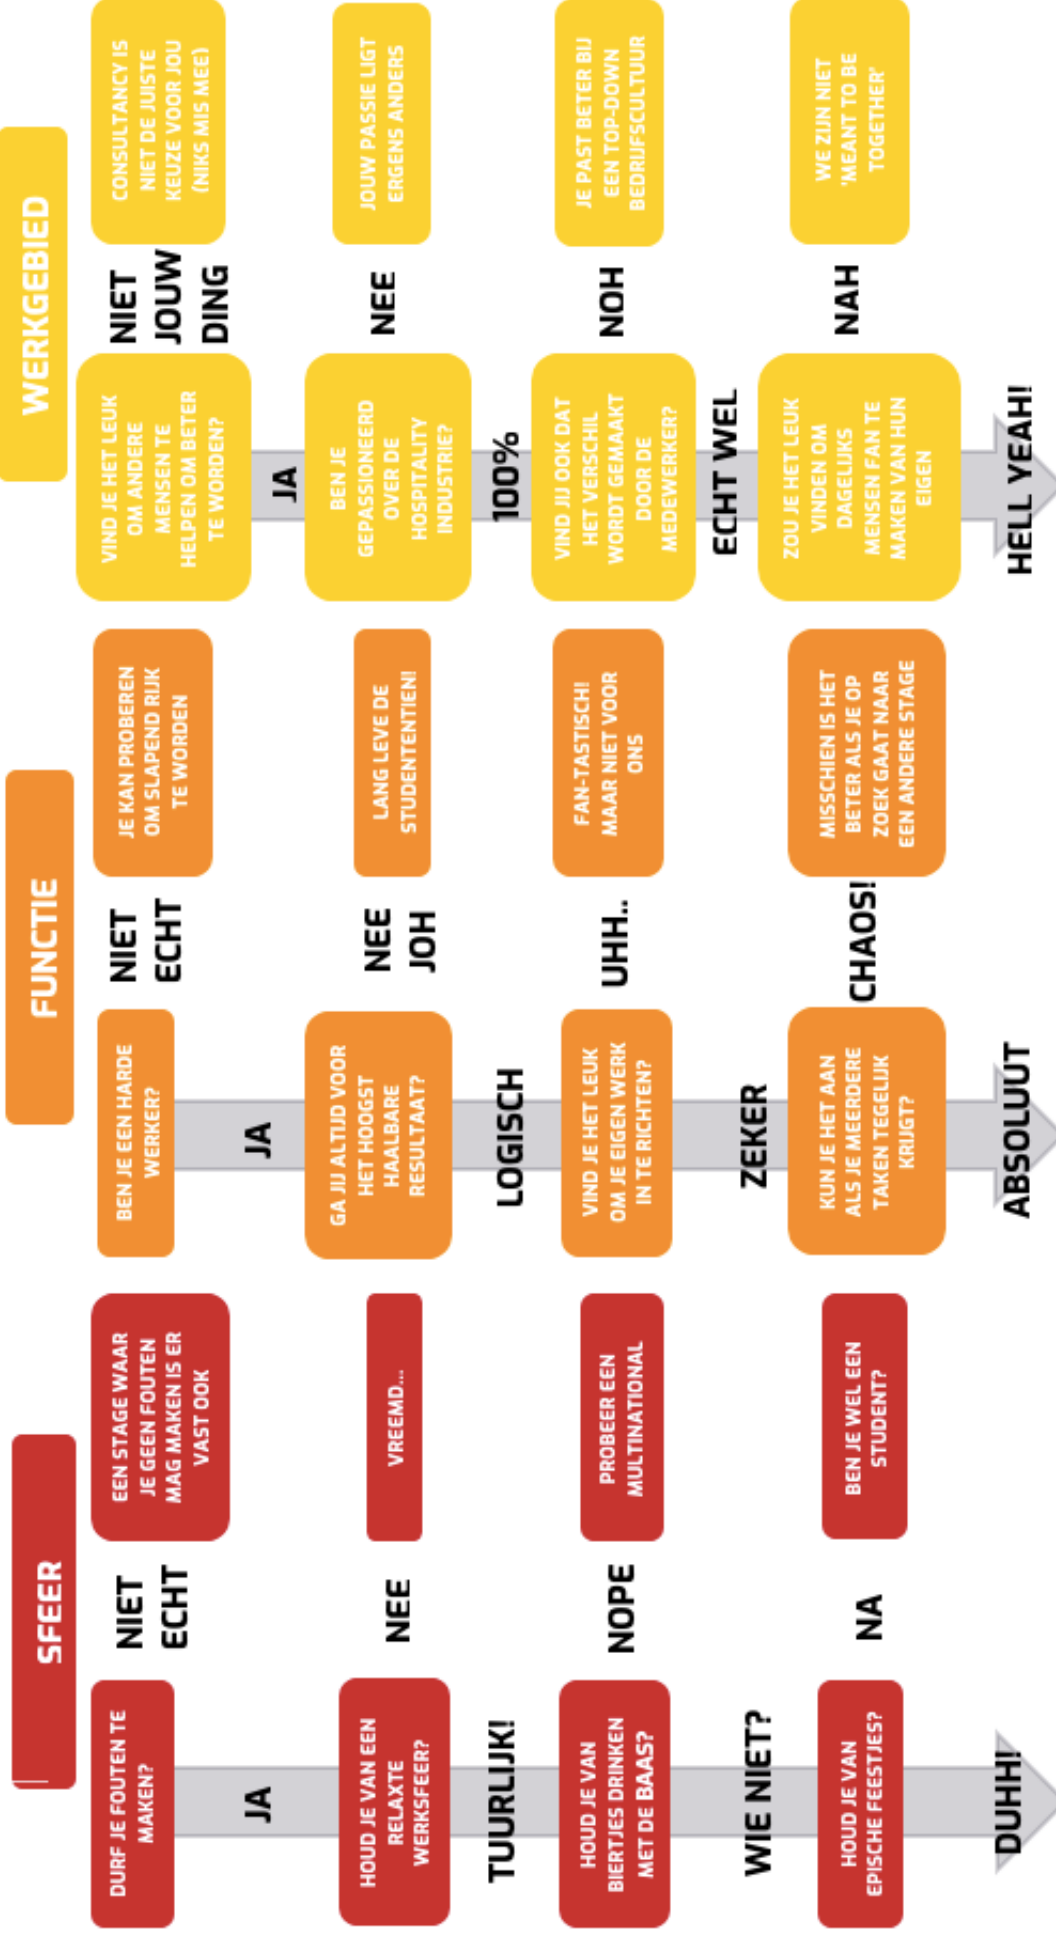 SFEER
DURF JE FOUTEN TE
MAKEN?
NIET
ECHT
EEN STAGE WAAR
JE GEEN FOUTEN
MAG MAKEN IS ER
VAST OOK
JA
HOUD JE VAN EEN
RELAXTE
WERKSFEER?
NEE
VREEMD...
TUURLIJK!
HOUD JE VAN
BIERTJES DRINKEN
MET DE BAAS?
NOPE
PROBEER EEN
MULTINATIONAL
WIE NIET?
HOUD JE VAN
EPISCHE FEESTJES?
NA
BEN JE WEL EEN
STUDENT?
DUHH!
FUNCTIE
BEN JE EEN HARDE
WERKER?
NIET
ECHT
JE KAN PROBEREN
OM SLAPEND RIJK
TE WORDEN
JA
GA JIJ ALTIJD VOOR
HET HOOGST
HAALBARE
RESULTAAT?
NEE
JOH
LANG LEVE DE
STUDENTENTIEN!
LOGISCH
VIND JE HET LEUK
OM JE EIGEN WERK
IN TE RICHTEN?
UHH..
FAN-TASTISCH!
MAAR NIET VOOR
ONS
ZEKER
KUN JE HET AAN
ALS JE MEERDERE
TAKEN TEGELIJK
KRIJGT?
CHAOS!
MISSCHIEN IS HET
BETER ALS JE OP
ZOEK GAAT NAAR
EEN ANDERE STAGE
ABSOLUUT
WERKGEBIED
VIND JE HET LEUK
OM ANDERE
MENSEN TE
HELPEN OM BETER
TE WORDEN?
NIET
JOUW
DING
CONSULTANCY IS
NIET DE JUISTE
KEUZE VOOR JOU
(NIKS MIS MEE)
JA
BEN JE
GEPASSIONEERD
OVER DE
HOSPITALITY
INDUSTRIE?
NEE
JOUW PASSIE LIGT
ERGENS ANDERS
100%
VIND JIJ OOK DAT
HET VERSCHIL
WORDT GEMAAKT
DOOR DE
MEDEWERKER?
NOH
JE PAST BETER BIJ
EEN TOP-DOWN
BEDRIJFSCULTUUR
ECHT WEL
ZOU JE HET LEUK
VINDEN OM
DAGELIJKS
MENSEN FAN TE
MAKEN VAN HUN
EIGEN
NAH
WE ZIJN NIET
'MEANT TO BE
TOGETHER'
HELL YEAH!